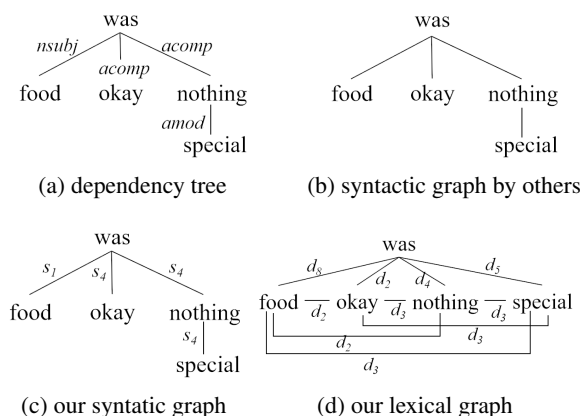 was
nsubj acomp acomp
food okay nothing
amod
special
(a) dependency tree
was
food okay nothing
special
(b) syntactic graph by others
was
s1 s4 s4
food okay nothing
s4
special
(c) our syntatic graph
was
d8 d2 d4 d5
food d2 okay d3 nothing d3 special
d2 d3
d3
(d) our lexical graph